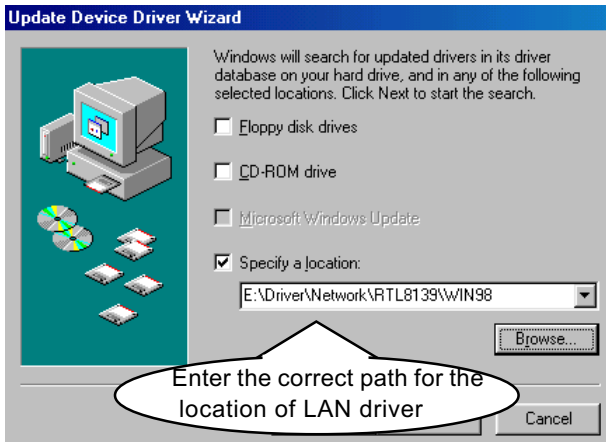 Update Device Driver Wizard
Windows will search for updated drivers in its driver
database on your hard drive, and in any of the following
selected locations. Click Next to start the search.
Floppy disk drives
CD-ROM drive
Microsoft Windows Update
Specify a location:
E:\Driver\Network\RTL8139\WIN98
Browse...
Enter the correct path for the
location of LAN driver
Cancel